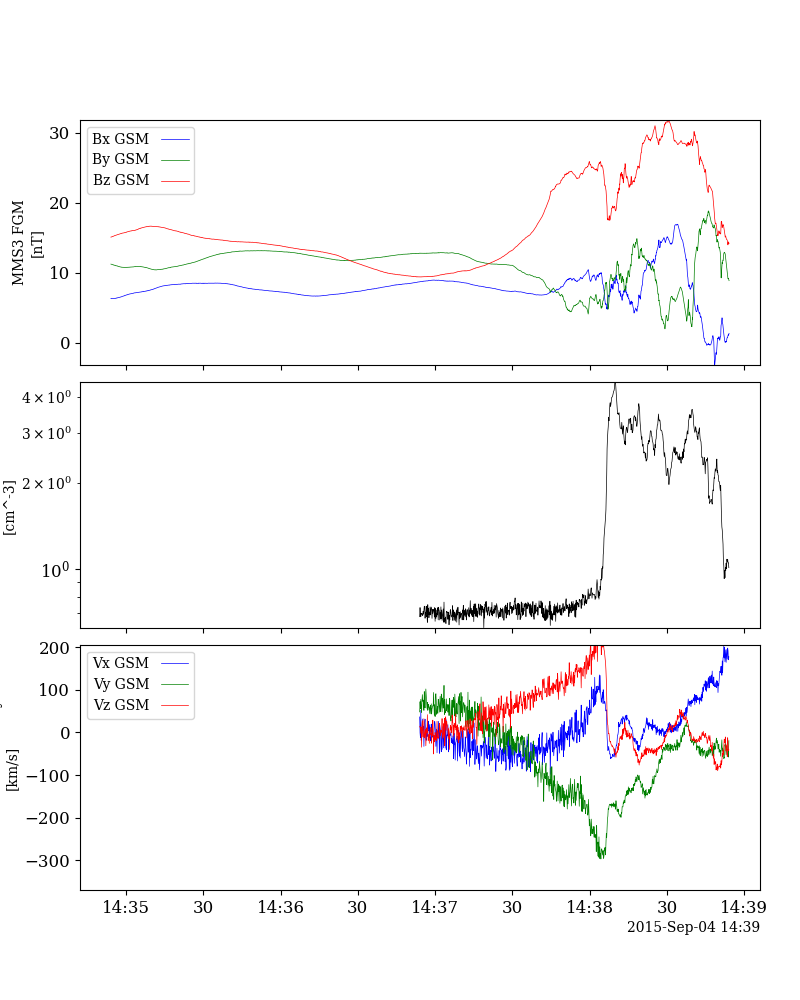 Bx GSM
By GSM
Bz GSM
30
20
10
0
MMS3 FGM
[nT]
4 × 10⁰
3 × 10⁰
2 × 10⁰
10⁰
[cm^-3]
Vx GSM
Vy GSM
Vz GSM
200
100
0
−100
−200
−300
[km/s]
14:35 30 14:36 30 14:37 30 14:38 30 14:39
2015-Sep-04 14:39